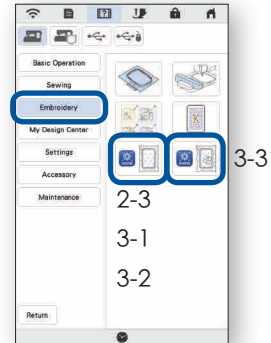 Basic Operation
Sewing
Embroidery
My Design Center
Settings
Accessory
Maintenance
K
3-3
2-3
3-1
3-2
Return